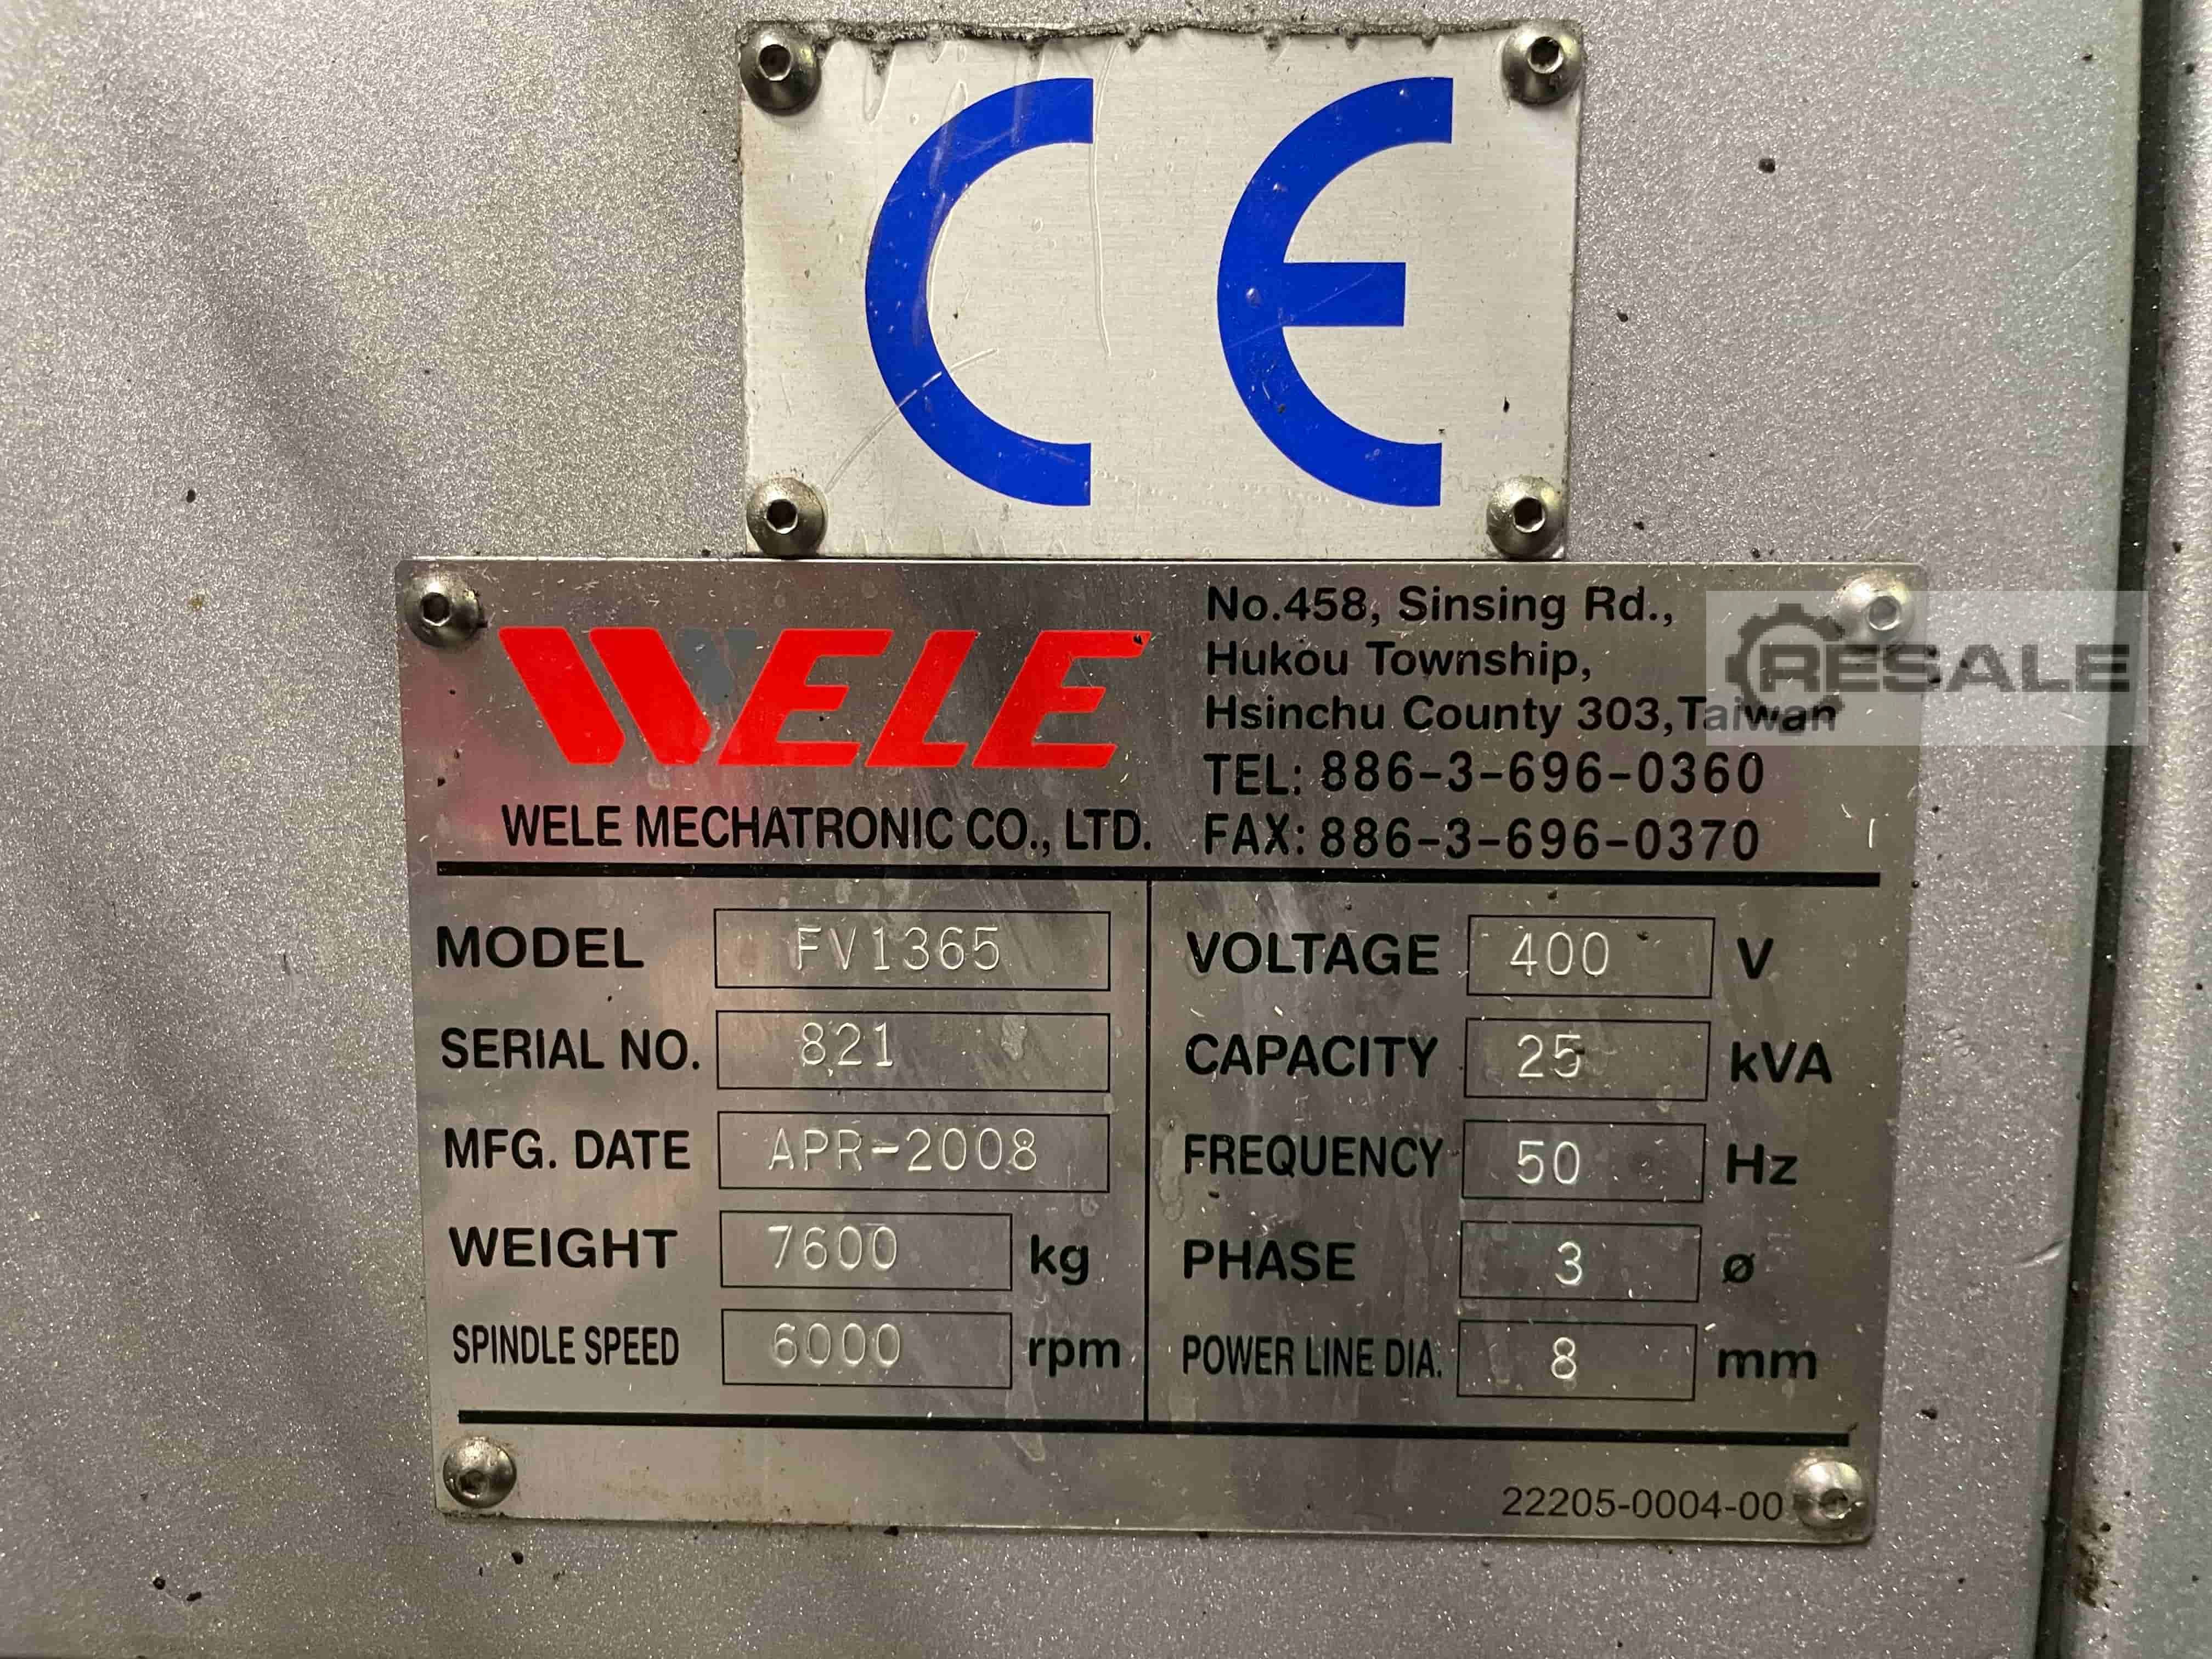 CE
WELE
WELE MECHATRONIC CO., LTD.
No.458, Sinsing Rd.,
Hukou Township,
Hsinchu County 303,Taiwan
TEL: 886-3-696-0360
FAX: 886-3-696-0370
RESALE
MODEL FV1365
SERIAL NO. 821
MFG. DATE APR-2008
WEIGHT 7600 kg
SPINDLE SPEED 6000 rpm
VOLTAGE 400 V
CAPACITY 25 kVA
FREQUENCY 50 Hz
PHASE 3 ø
POWER LINE DIA. 8 mm
22205-0004-00